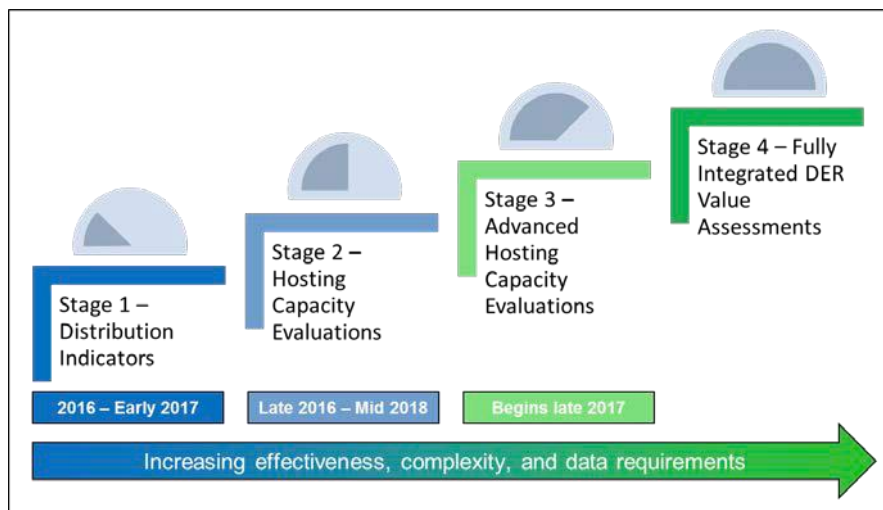 Stage 1 –
Distribution
Indicators
Stage 2 –
Hosting
Capacity
Evaluations
Stage 3 –
Advanced
Hosting
Capacity
Evaluations
Stage 4 – Fully
Integrated DER
Value
Assessments
2016 – Early 2017
Late 2016 – Mid 2018
Begins late 2017
Increasing effectiveness, complexity, and data requirements